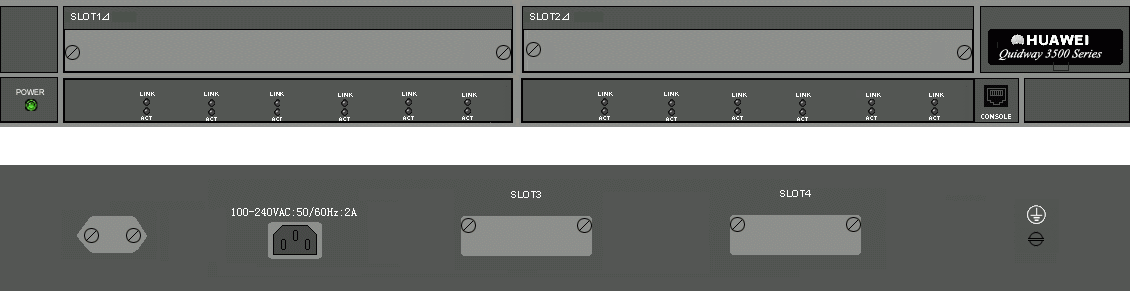 SLOT1
SLOT2
HUAWEI
Quidway 3500 Series
POWER
LINK LINK LINK LINK LINK LINK LINK LINK LINK LINK LINK LINK
ACT ACT ACT ACT ACT ACT ACT ACT ACT ACT ACT ACT
CONSOLE
SLOT3
SLOT4
100-240VAC:50/60Hz:2A